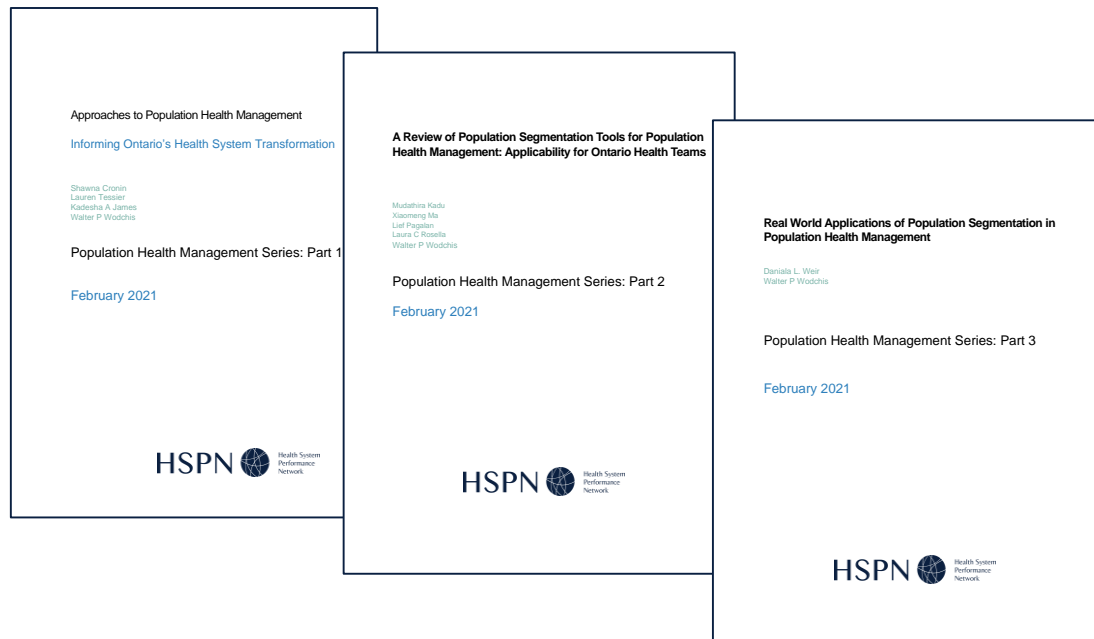 Approaches to Population Health Management
Informing Ontario's Health System Transformation
Shawna Cronin
Lauren Tessier
Kadesha A James
Walter P Wodchis
Population Health Management Series: Part 1
February 2021
HSPN
Health System
Performance
Network
A Review of Population Segmentation Tools for Population
Health Management: Applicability for Ontario Health Teams
Mudathira Kadu
Xiaomeng Ma
Lief Pagalan
Laura C Rosella
Walter P Wodchis
Population Health Management Series: Part 2
February 2021
HSPN
Health System
Performance
Network
Real World Applications of Population Segmentation in
Population Health Management
Daniala L. Weir
Walter P Wodchis
Population Health Management Series: Part 3
February 2021
HSPN
Health System
Performance
Network